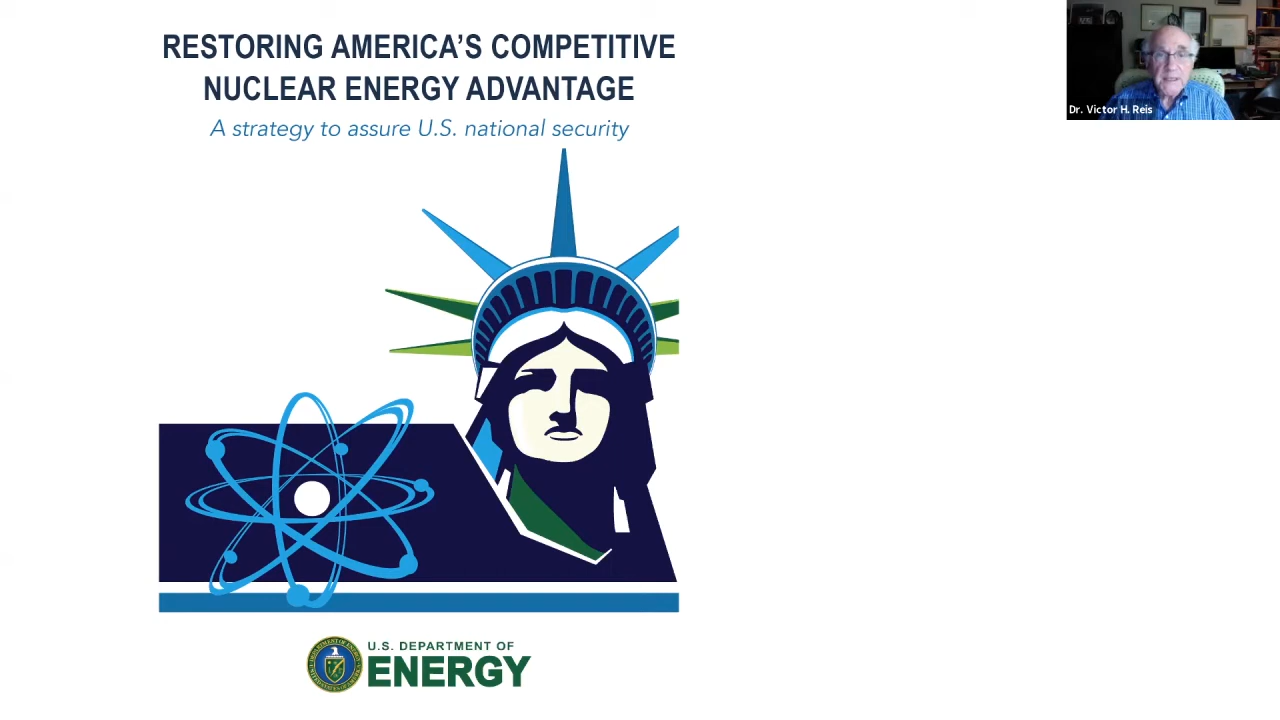 RESTORING AMERICA'S COMPETITIVE
NUCLEAR ENERGY ADVANTAGE
A strategy to assure U.S. national security
Dr. Victor H. Reis
U.S. DEPARTMENT OF
ENERGY